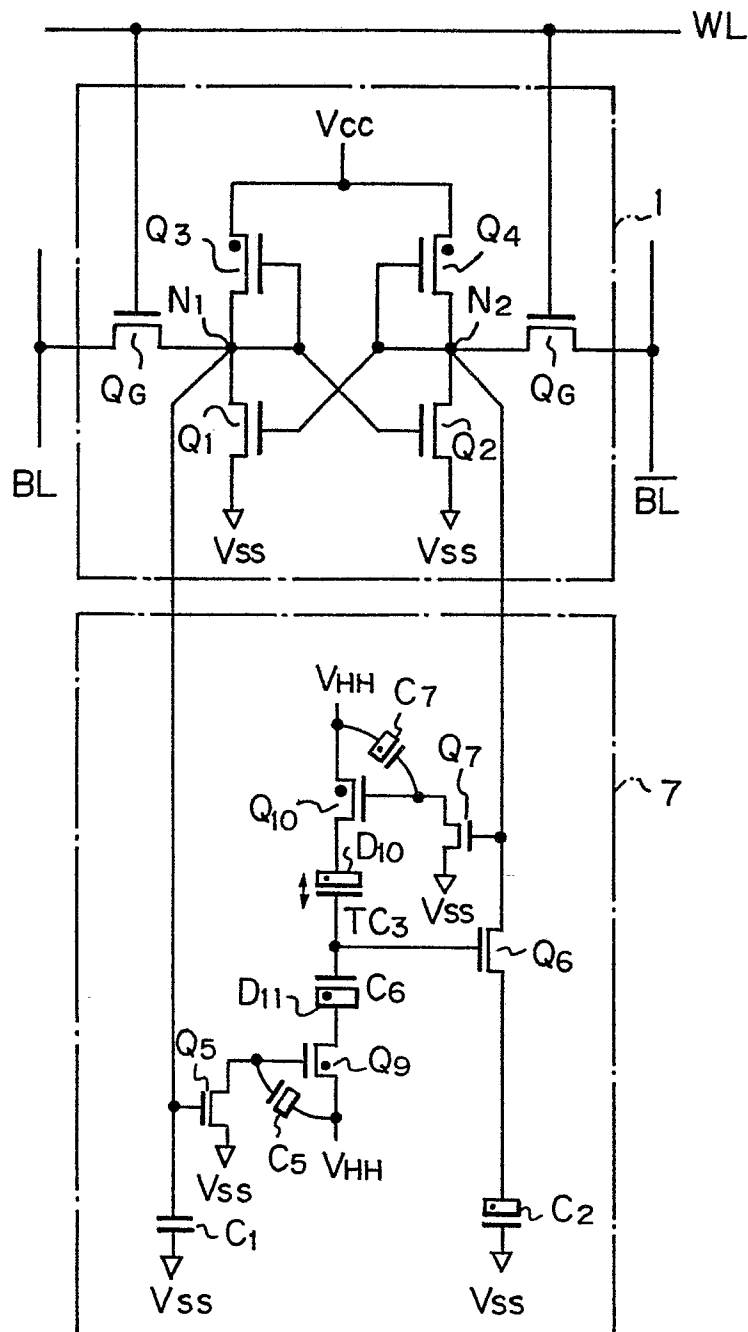 WL
Vcc
1
Q3
Q4
N1
N2
QG
QG
Q1
Q2
BL
B̅L̅
Vss
Vss
VHH
C7
Q7
7
Q10
D10
Vss
TC3
Q6
D11
C6
Q5
Q9
C5
VHH
Vss
C1
C2
Vss
Vss